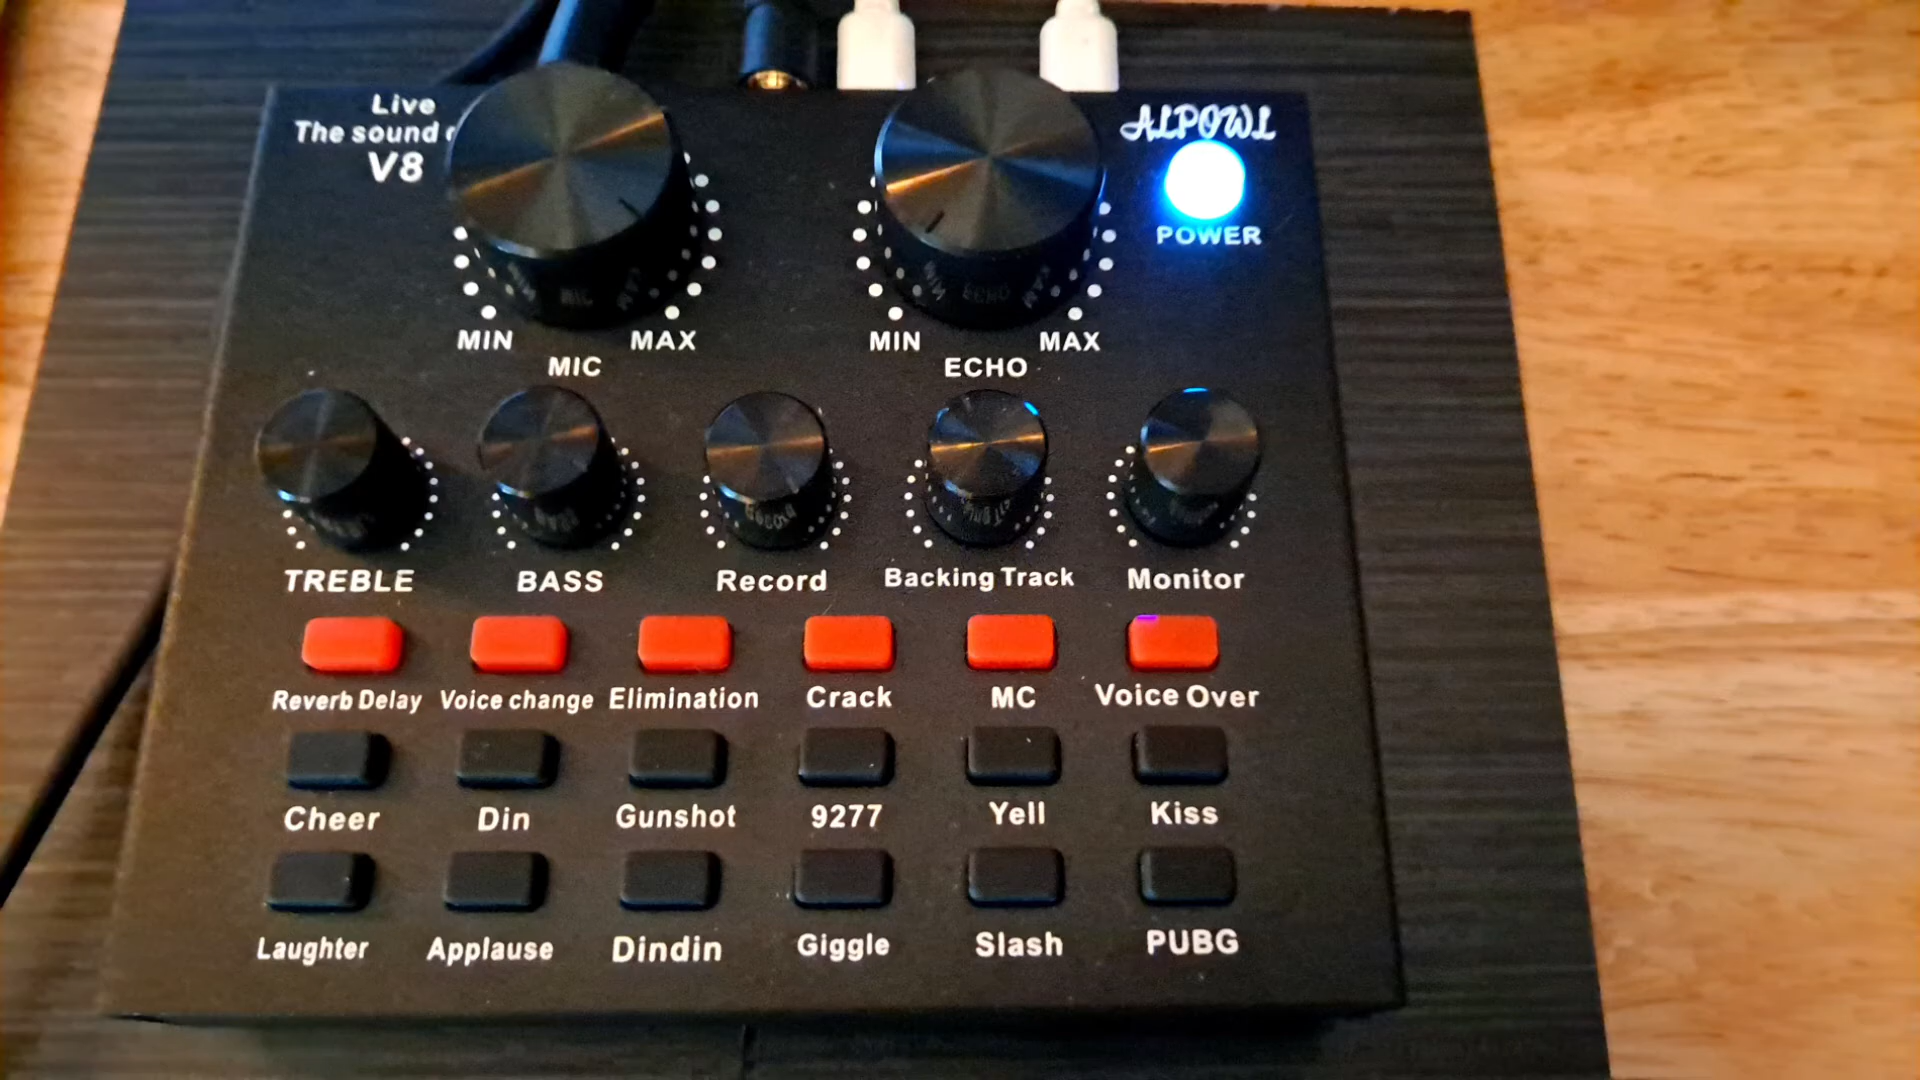 Live
The sound
V8
ALPOWL
POWER
MIN MAX
MIC
MIN MAX
ECHO
TREBLE BASS Record Backing Track Monitor
Reverb Delay Voice change Elimination Crack MC Voice Over
Cheer Din Gunshot 9277 Yell Kiss
Laughter Applause Dindin Giggle Slash PUBG